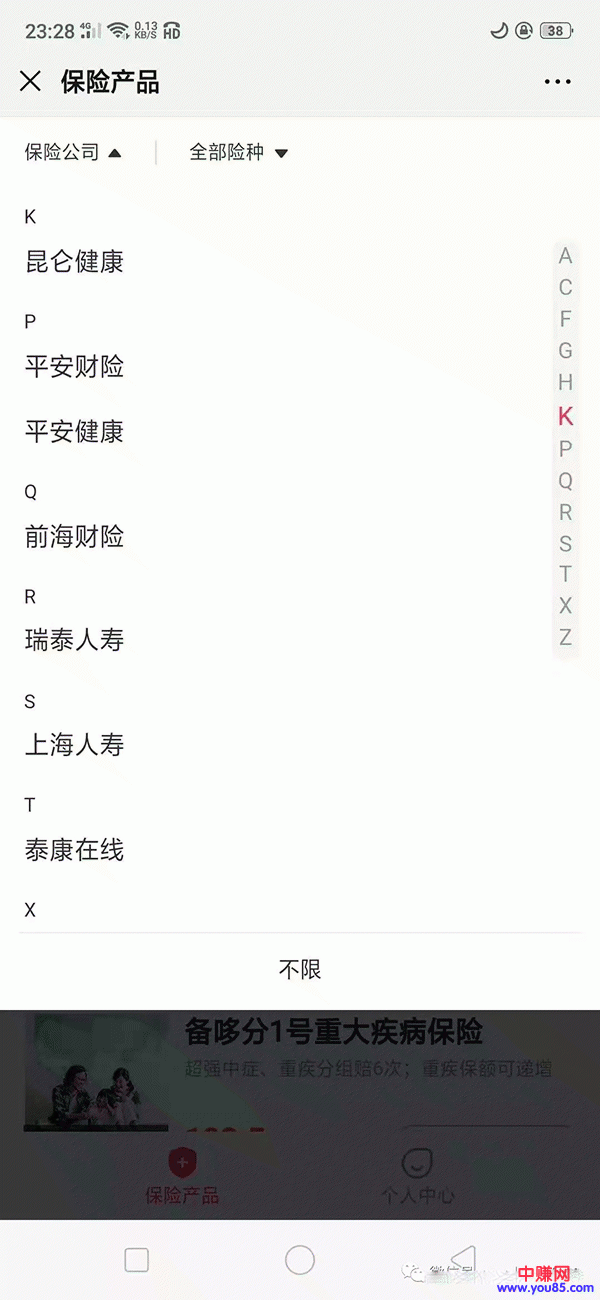 23:28 4G 0.13 KB/S HD 38
保险产品
保险公司 全部险种
K
昆仑健康
P
平安财险
平安健康
Q
前海财险
R
瑞泰人寿
S
上海人寿
T
泰康在线
X
A
C
F
G
H
K
P
Q
R
S
T
X
Z
不限
备哆分1号重大疾病保险
超强中症、重疾分组赔6次；重疾保额可递增
保险产品 个人中心
中赚网
www.you85.com